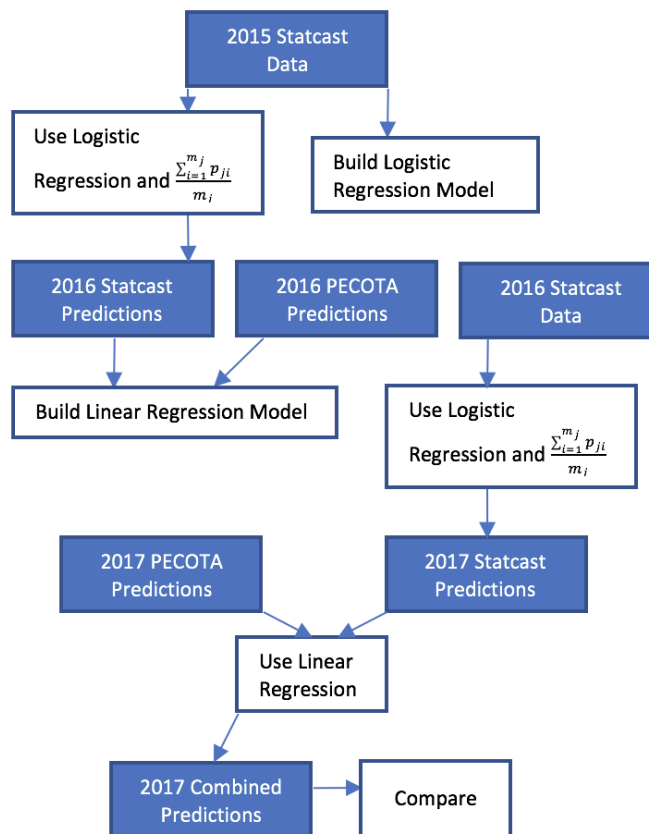 2015 Statcast
Data
Use Logistic
Regression and \frac{\sum_{i=1}^{m_j} p_{ji}}{m_i}
Build Logistic
Regression Model
2016 Statcast
Predictions
2016 PECOTA
Predictions
2016 Statcast
Data
Build Linear Regression Model
Use Logistic
Regression and \frac{\sum_{i=1}^{m_j} p_{ji}}{m_i}
2017 PECOTA
Predictions
2017 Statcast
Predictions
Use Linear
Regression
2017 Combined
Predictions
Compare